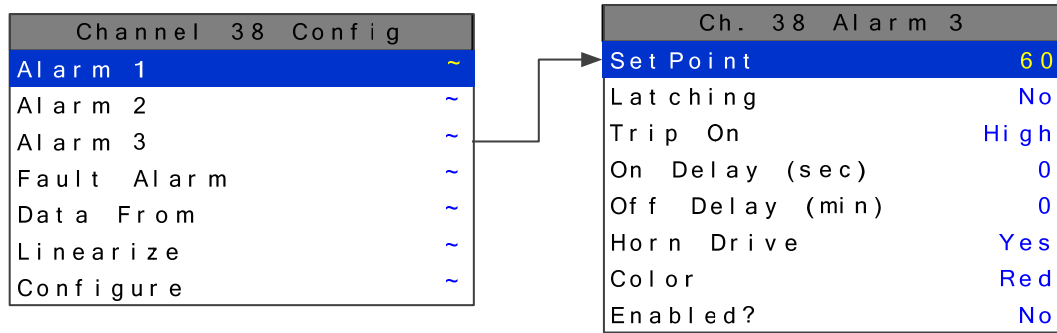 Channel 38 Config
Alarm 1 ~
Alarm 2 ~
Alarm 3 ~
Fault Alarm ~
Data From ~
Linearize ~
Configure ~
Ch. 38 Alarm 3
SetPoint 60
Latching No
Trip On High
On Delay (sec) 0
Off Delay (min) 0
Horn Drive Yes
Color Red
Enabled? No